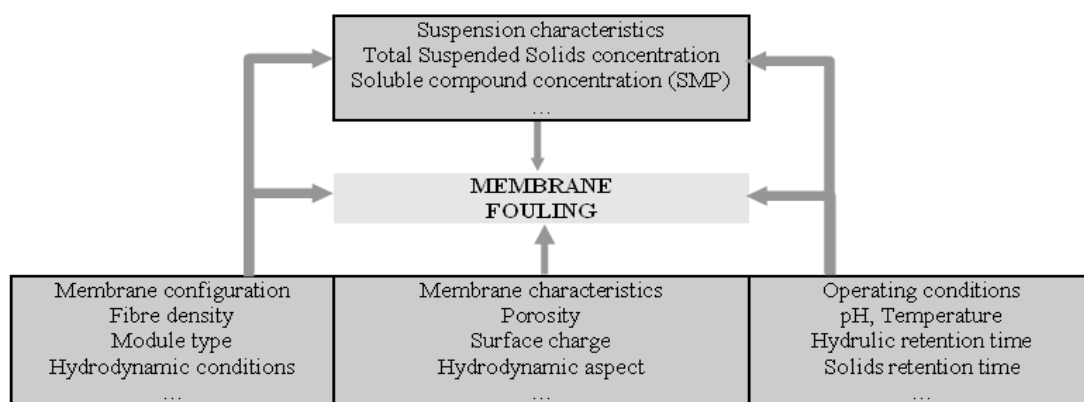 Suspension characteristics
Total Suspended Solids concentration
Soluble compound concentration (SMP)
...
MEMBRANE
FOULING
Membrane configuration
Fibre density
Module type
Hydrodynamic conditions
...
Membrane characteristics
Porosity
Surface charge
Hydrodynamic aspect
...
Operating conditions
pH, Temperature
Hydrulic retention time
Solids retention time
...